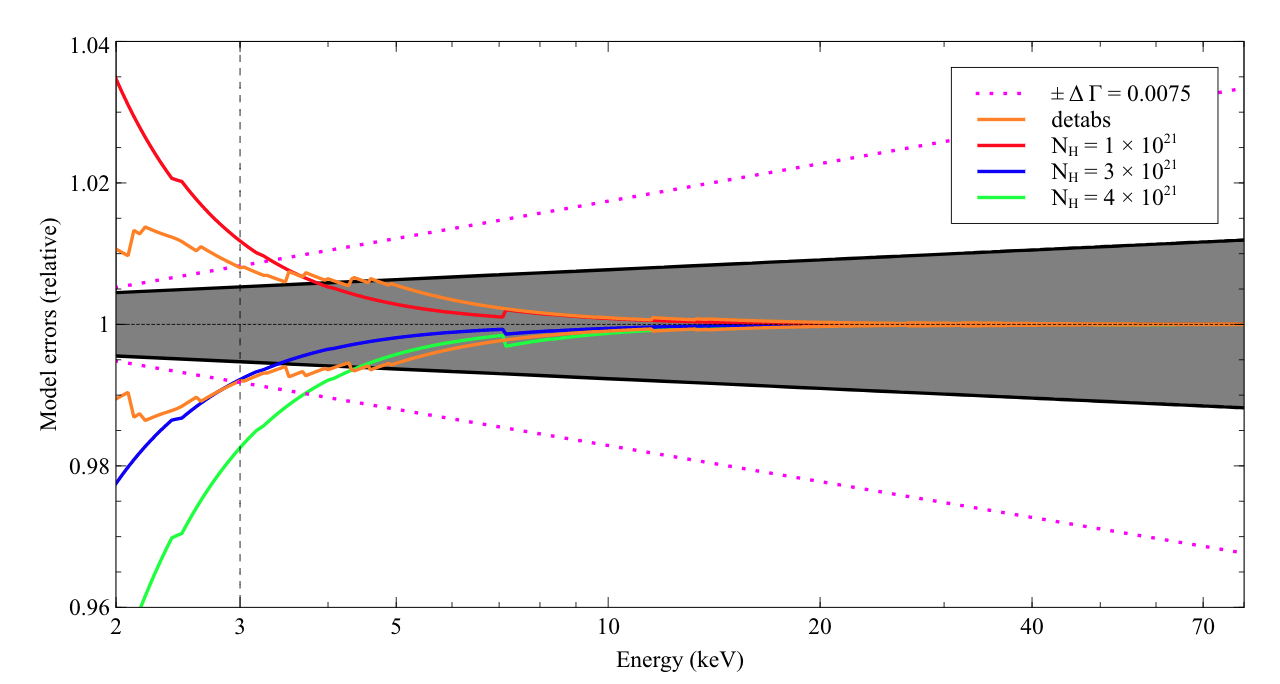 1.04
1.02
1
0.98
0.96
Model errors (relative)
± Δ Γ = 0.0075
detabs
N_H = 1 × 10^21
N_H = 3 × 10^21
N_H = 4 × 10^21
2 3 5 10 20 40 70
Energy (keV)